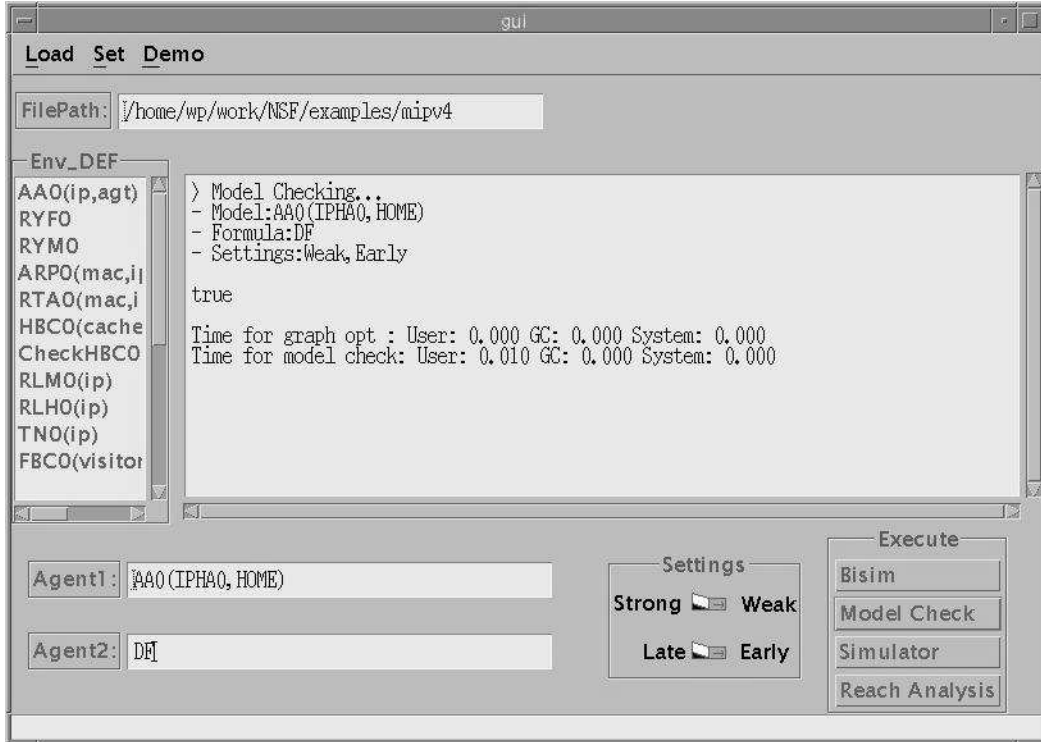 gui
Load Set Demo
FilePath: /home/wp/work/NSF/examples/mipv4
Env_DEF
AA0(ip,agt)
RYF0
RYM0
ARP0(mac,i
RTA0(mac,i
HBC0(cache
CheckHBC0
RLM0(ip)
RLH0(ip)
TN0(ip)
FBC0(visitor
> Model Checking...
- Model:AA0(IPHA0,HOME)
- Formula:DF
- Settings:Weak,Early
true
Time for graph opt : User: 0.000 GC: 0.000 System: 0.000
Time for model check: User: 0.010 GC: 0.000 System: 0.000
Agent1: AA0(IPHA0,HOME)
Agent2: DF
Settings
Strong Weak
Late Early
Execute
Bisim
Model Check
Simulator
Reach Analysis